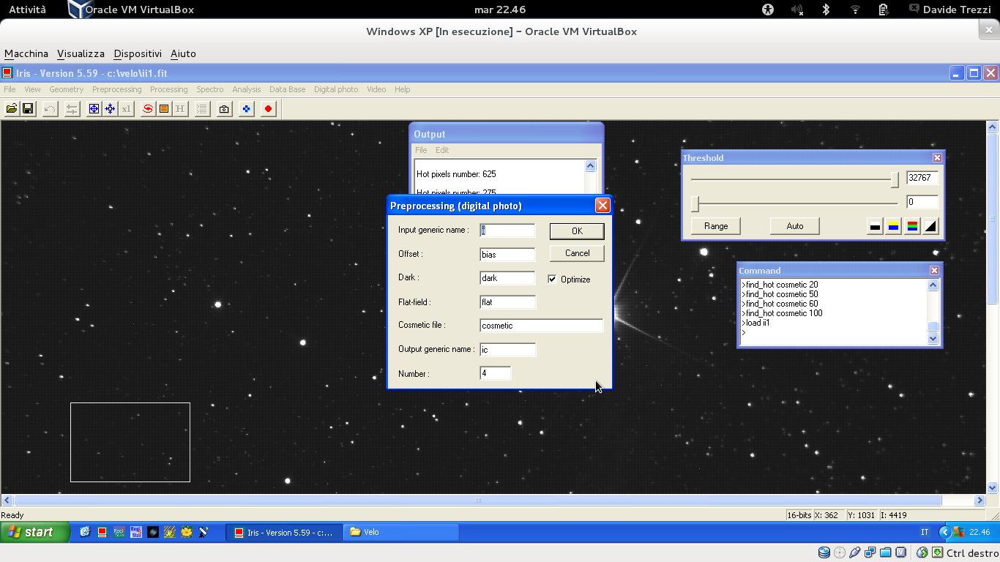 Attività
Oracle VM VirtualBox
mar 22.46
Davide Trezzi
Windows XP [In esecuzione] - Oracle VM VirtualBox
Macchina Visualizza Dispositivi Aiuto
Iris - Version 5.59 - c:\velo\ii1.fit
File View Geometry Preprocessing Processing Spectro Analysis Data Base Digital photo Video Help
x1 H
Output
File Edit
Hot pixels number: 625
Hot pixels number: 275
Preprocessing (digital photo)
Input generic name : ii
OK
Offset : bias
Cancel
Dark : dark
Optimize
Flat-field : flat
Cosmetic file : cosmetic
Output generic name : ic
Number : 4
Threshold
32767
0
Range Auto
Command
>find_hot cosmetic 20
>find_hot cosmetic 50
>find_hot cosmetic 60
>find_hot cosmetic 100
>load ii1
>
Ready
16-bits X: 362 Y: 1031 I: 4419
start
Iris - Version 5.59 - c:...
Velo
IT
22.46
Ctrl destro